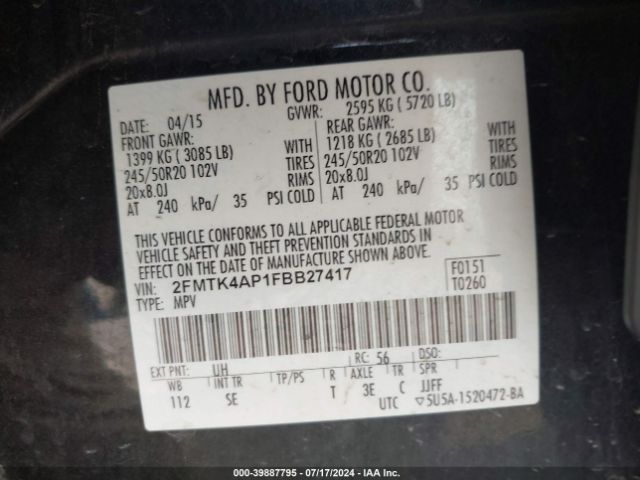 MFD. BY FORD MOTOR CO.
DATE: 04/15 GVWR: 2595 KG ( 5720 LB)
FRONT GAWR: REAR GAWR:
1399 KG ( 3085 LB) WITH 1218 KG ( 2685 LB) WITH
245/50R20 102V TIRES 245/50R20 102V TIRES
20x8.0J RIMS 20x8.0J RIMS
AT 240 kPa/ 35 PSI COLD AT 240 kPa/ 35 PSI COLD
THIS VEHICLE CONFORMS TO ALL APPLICABLE FEDERAL MOTOR
VEHICLE SAFETY AND THEFT PREVENTION STANDARDS IN
EFFECT ON THE DATE OF MANUFACTURE SHOWN ABOVE.
VIN: 2FMTK4AP1FBB27417 F0151
TYPE: MPV T0260
EXT PNT: UH RC: 56 DSO:
WB INT TR TP/PS R AXLE TR SPR
112 SE T 3E C JJFF
UTC ▽5U5A-1520472-BA
000-39887795 - 07/17/2024 - IAA Inc.